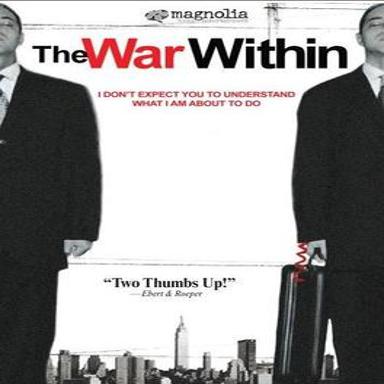 magnolia
The War Within
I DON'T EXPECT YOU TO UNDERSTAND
WHAT I AM ABOUT TO DO
“Two Thumbs Up!”
—Ebert & Roeper